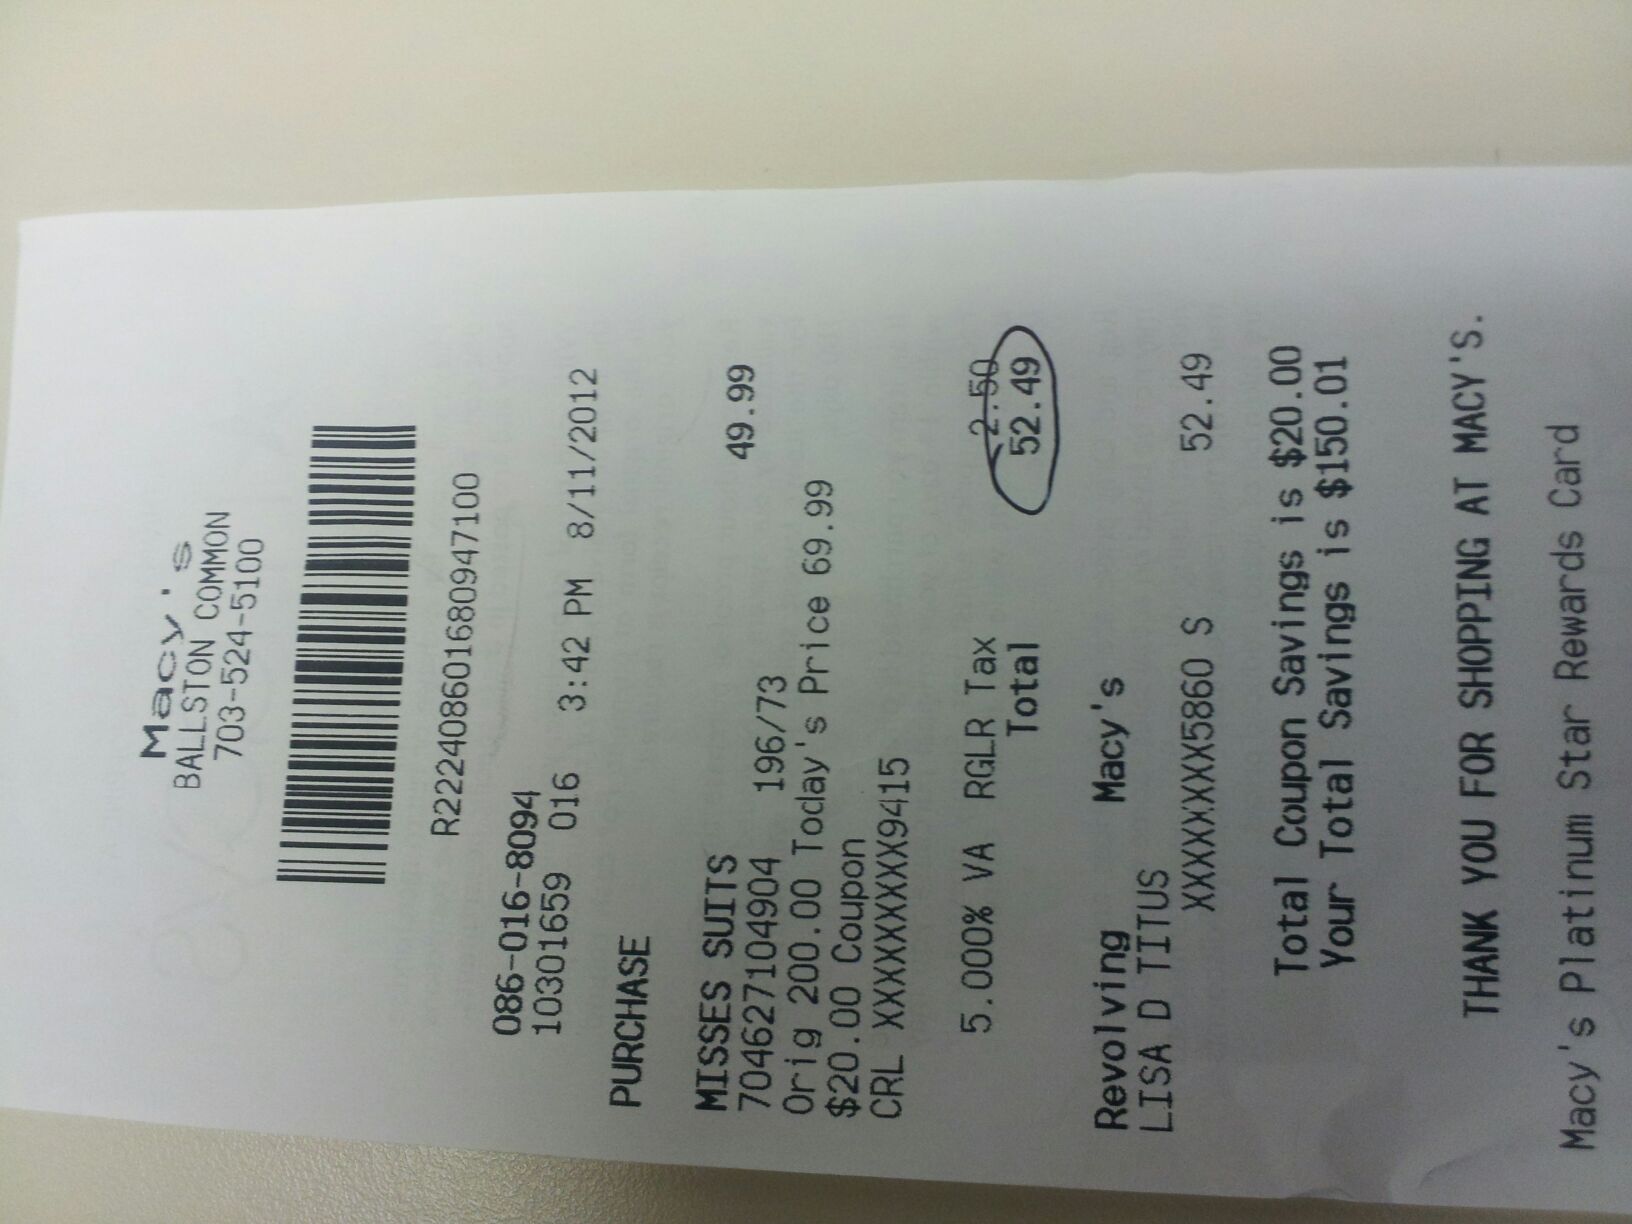 Macy's
BALLSTON COMMON
703-524-5100
R2224086016809471​00
086-016-8094
10301659 016 3:42 PM 8/11/2012
PURCHASE
MISSES SUITS 49.99
704627104904 196/73
Orig 200.00 Today's Price 69.99
$20.00 Coupon
CRL XXXXXXXXX9415
5.000% VA RGLR Tax 2.50
Total 52.49
Revolving Macy's
LISA D TITUS
XXXXXXXX5860 S 52.49
Total Coupon Savings is $20.00
Your Total Savings is $150.01
THANK YOU FOR SHOPPING AT MACY'S.
Macy's Platinum Star Rewards Card